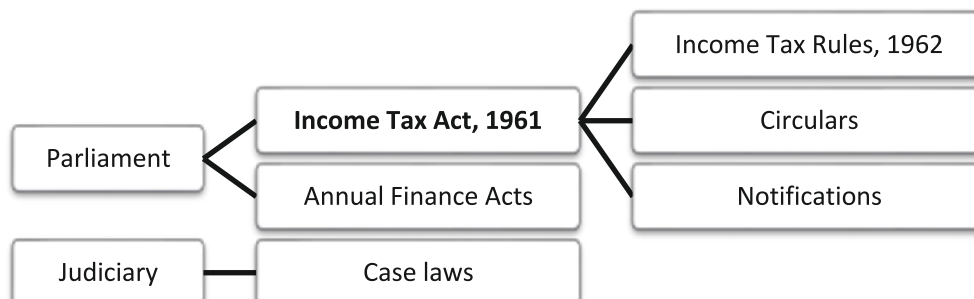 Income Tax Rules, 1962
Income Tax Act, 1961
Circulars
Parliament
Annual Finance Acts
Notifications
Judiciary
Case laws